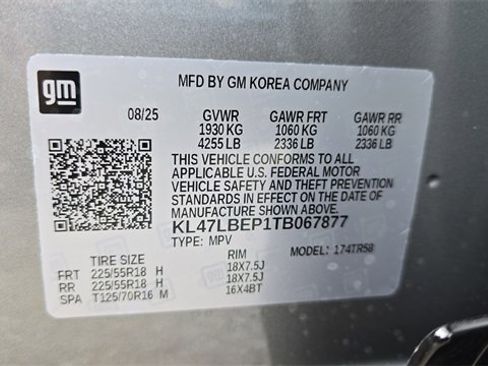 gm
MFD BY GM KOREA COMPANY
08/25 GVWR GAWR FRT GAWR RR
1930 KG 1060 KG 1060 KG
4255 LB 2336 LB 2336 LB
THIS VEHICLE CONFORMS TO ALL
APPLICABLE U.S. FEDERAL MOTOR
VEHICLE SAFETY AND THEFT PREVENTION
STANDARDS IN EFFECT ON THE DATE OF
MANUFACTURE SHOWN ABOVE.
KL47LBEP1TB067877
TYPE: MPV MODEL: 174TR58
TIRE SIZE RIM
FRT 225/55R18 H 18X7.5J
RR 225/55R18 H 18X7.5J
SPA T125/70R16 M 16X4BT